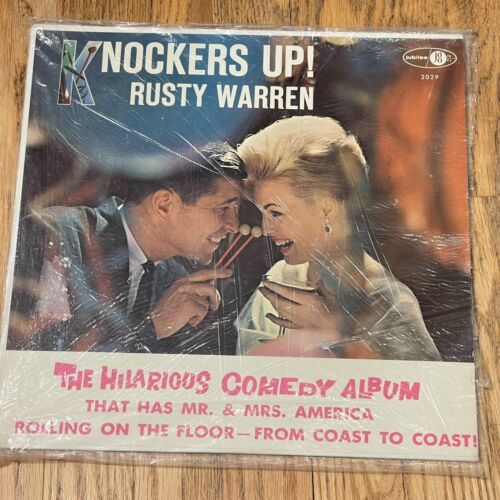 KNOCKERS UP!
RUSTY WARREN
jubilee
2029
THE HILARIOUS COMEDY ALBUM
THAT HAS MR. & MRS. AMERICA
ROLLING ON THE FLOOR—FROM COAST TO COAST!